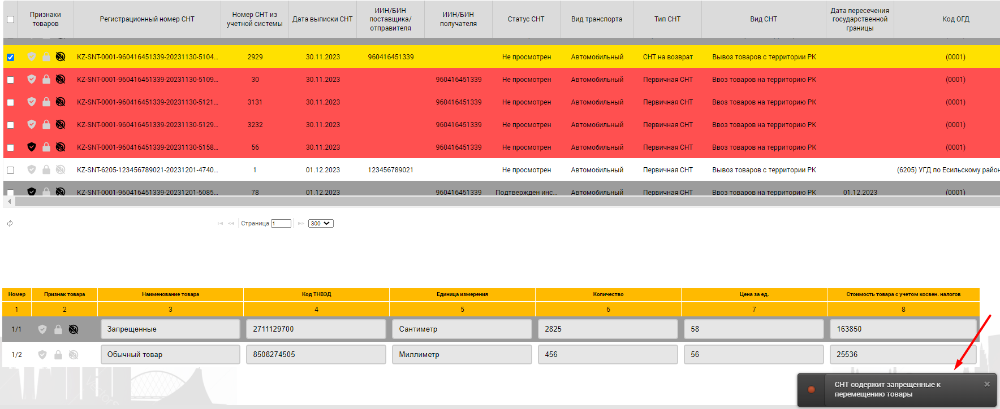 Признаки товаров
Регистрационный номер СНТ
Номер СНТ из учетной системы
Дата выписки СНТ
ИИН/БИН поставщика/ отправителя
ИИН/БИН получателя
Статус СНТ
Вид транспорта
Тип СНТ
Вид СНТ
Дата пересечения государственной границы
Код ОГД
KZ-SNT-0001-960416451339-20231130-5104... 2929 30.11.2023 960416451339 Не просмотрен Автомобильный СНТ на возврат Вывоз товаров с территории РК (0001)
KZ-SNT-0001-960416451339-20231130-5109... 30 30.11.2023 960416451339 Не просмотрен Автомобильный Первичная СНТ Ввоз товаров на территорию РК (0001)
KZ-SNT-0001-960416451339-20231130-5121... 3131 30.11.2023 960416451339 Не просмотрен Автомобильный Первичная СНТ Ввоз товаров на территорию РК (0001)
KZ-SNT-0001-960416451339-20231130-5129... 3232 30.11.2023 960416451339 Не просмотрен Автомобильный Первичная СНТ Ввоз товаров на территорию РК (0001)
KZ-SNT-0001-960416451339-20231130-5158... 56 30.11.2023 960416451339 Не просмотрен Автомобильный Первичная СНТ Ввоз товаров на территорию РК (0001)
KZ-SNT-6205-123456789021-20231201-4740... 1 01.12.2023 123456789021 Не просмотрен Автомобильный Первичная СНТ Вывоз товаров с территории РК (6205) УГД по Есильскому район
KZ-SNT-0001-960416451339-20231201-5085... 78 01.12.2023 960416451339 Подтвержден инс... Автомобильный Первичная СНТ Ввоз товаров на территорию РК 01.12.2023 (0001)
Страница 1 300
Номер Признак товара Наименование товара Код ТНВЭД Единица измерения Количество Цена за ед. Стоимость товара с учетом косвен. налогов
1 2 3 4 5 6 7 8
1/1 Запрещенные 2711129700 Сантиметр 2825 58 163850
1/2 Обычный товар 8508274505 Миллиметр 456 56 25536
СНТ содержит запрещенные к
перемещению товары